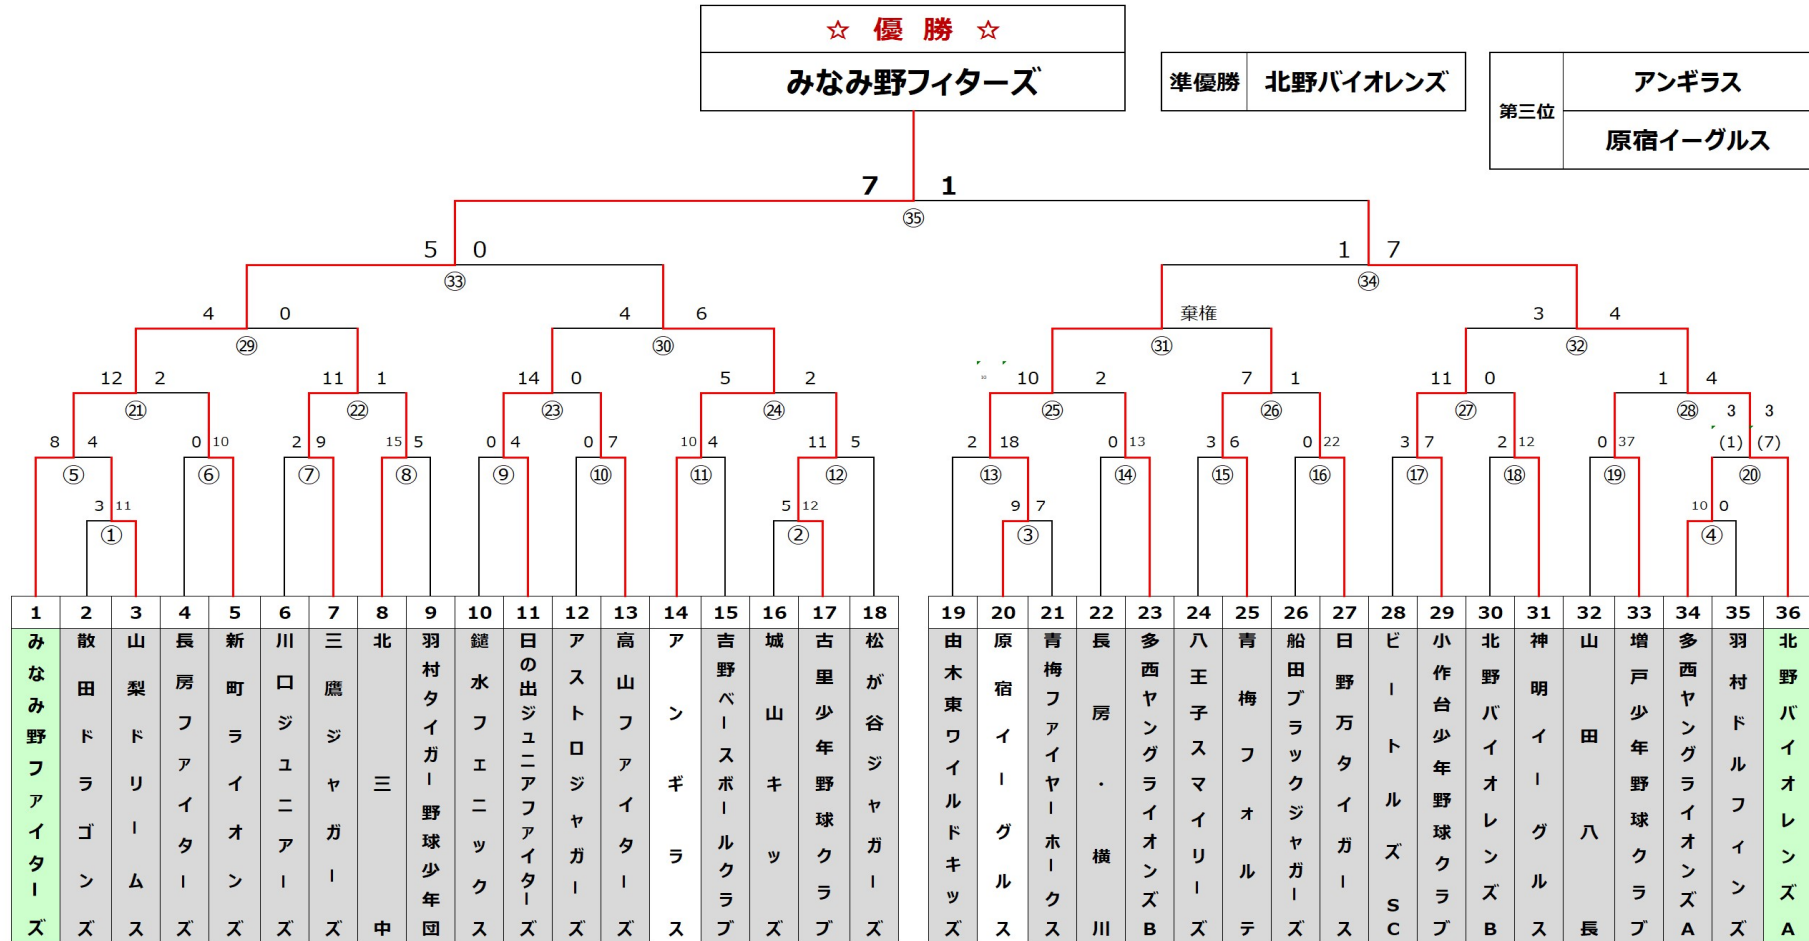 ☆ 優 勝 ☆
みなみ野フィターズ
準優勝 北野バイオレンズ
第三位
アンギラス
原宿イーグルス
7 1
㉟
5 0
㉝
1 7
㉞
4 0
㉙
4 6
㉚
棄権
㉛
3 4
㉜
12 2
㉑
11 1
㉒
14 0
㉓
5 2
㉔
10 2
㉕
7 1
㉖
11 0
㉗
1 4
㉘
8 4
⑤
0 10
⑥
2 9
⑦
15 5
⑧
0 4
⑨
0 7
⑩
10 4
⑪
11 5
⑫
2 18
⑬
0 13
⑭
3 6
⑮
0 22
⑯
3 7
⑰
2 12
⑱
0 37
⑲
3 3
(1) (7)
⑳
3 11
①
5 12
②
9 7
③
10 0
④
1 みなみ野ファイターズ
2 散田ドラゴンズ
3 山梨ドリームス
4 長房ファイターズ
5 新町ライオンズ
6 川口ジュニアーズ
7 三鷹ジャガーズ
8 北三中
9 羽村タイガー野球少年団
10 鑓水フェニックス
11 日の出ジュニアファイターズ
12 アストロジャガーズ
13 高山ファイターズ
14 アンギラス
15 吉野ベースボールクラブ
16 城山キッズ
17 古里少年野球クラブ
18 松が谷ジャガーズ
19 由木東ワイルドキッズ
20 原宿イーグルス
21 青梅ファイヤーホークス
22 長房・横川
23 多西ヤングライオンズB
24 八王子スマイリーズ
25 青梅フォルテ
26 船田ブラックジャガーズ
27 日野万タイガース
28 ビートルズSC
29 小作台少年野球クラブ
30 北野バイオレンズB
31 神明イーグルス
32 山田八長
33 増戸少年野球クラブ
34 多西ヤングライオンズA
35 羽村ドルフィンズ
36 北野バイオレンズA